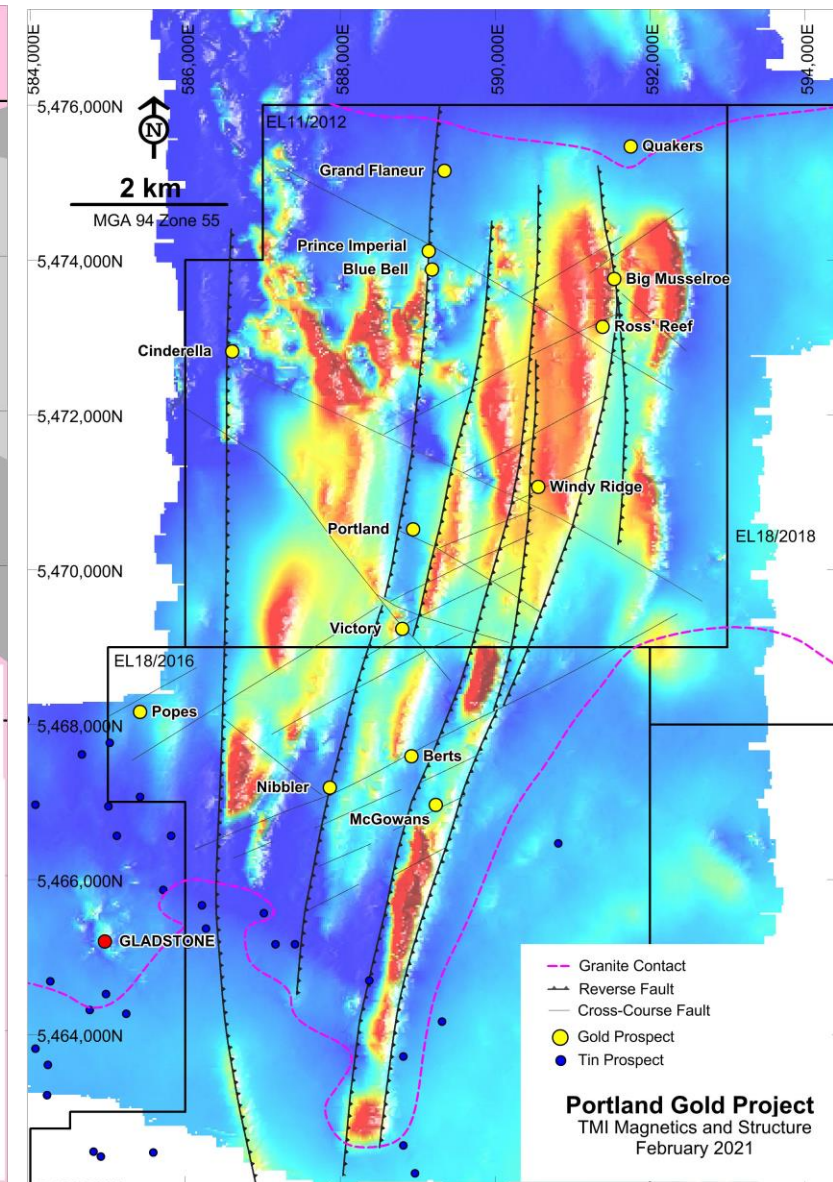 584,000E
586,000E
588,000E
590,000E
592,000E
594,000E
5,476,000N
EL11/2012
N
Quakers
Grand Flaneur
2 km
MGA 94 Zone 55
Prince Imperial
5,474,000N
Blue Bell
Big Musselroe
Ross' Reef
Cinderella
5,472,000N
Windy Ridge
Portland
EL18/2018
5,470,000N
Victory
EL18/2016
Popes
5,468,000N
Berts
Nibbler
McGowans
5,466,000N
GLADSTONE
5,464,000N
Granite Contact
Reverse Fault
Cross-Course Fault
Gold Prospect
Tin Prospect
Portland Gold Project
TMI Magnetics and Structure
February 2021